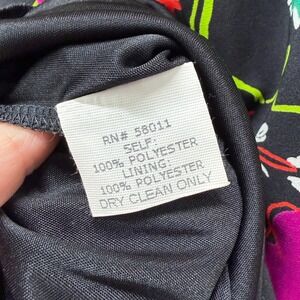 RN# 58011
SELF:
100% POLYESTER
LINING:
100% POLYESTER
DRY CLEAN ONLY